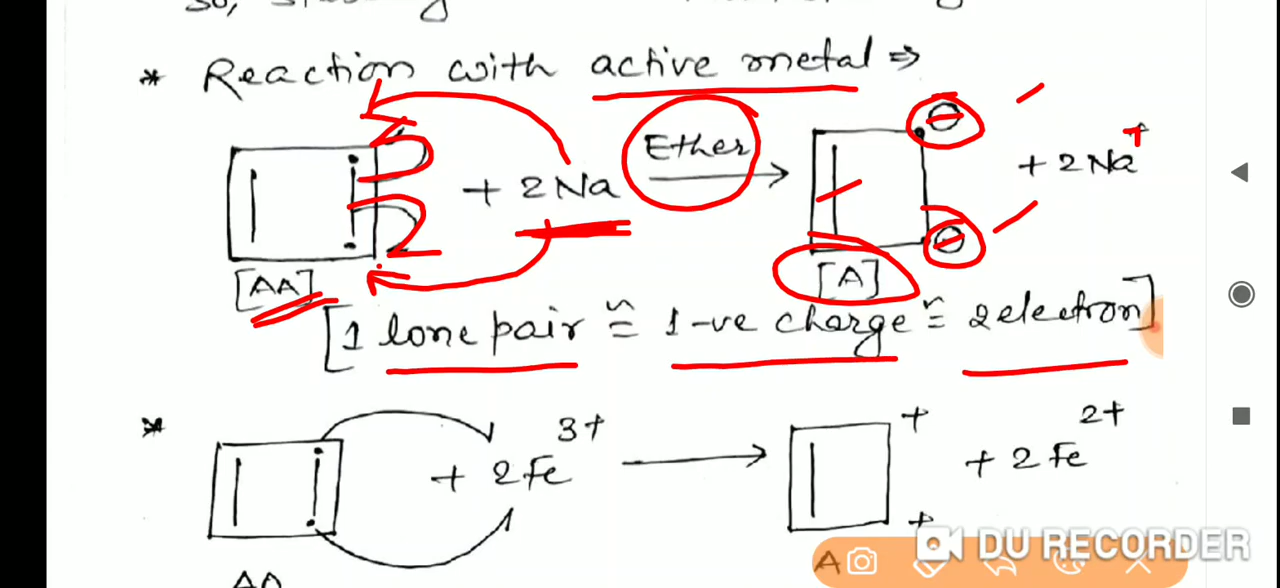 * Reaction with active metal ⇒
+ 2Na Ether → ⊖ ⊖ + 2Na⁺
[AA] [A]
[1 lone pair ≃ 1-ve charge ≃ 2 electron]
* + 2Fe³⁺ → + + + 2Fe²⁺
A
DU RECORDER